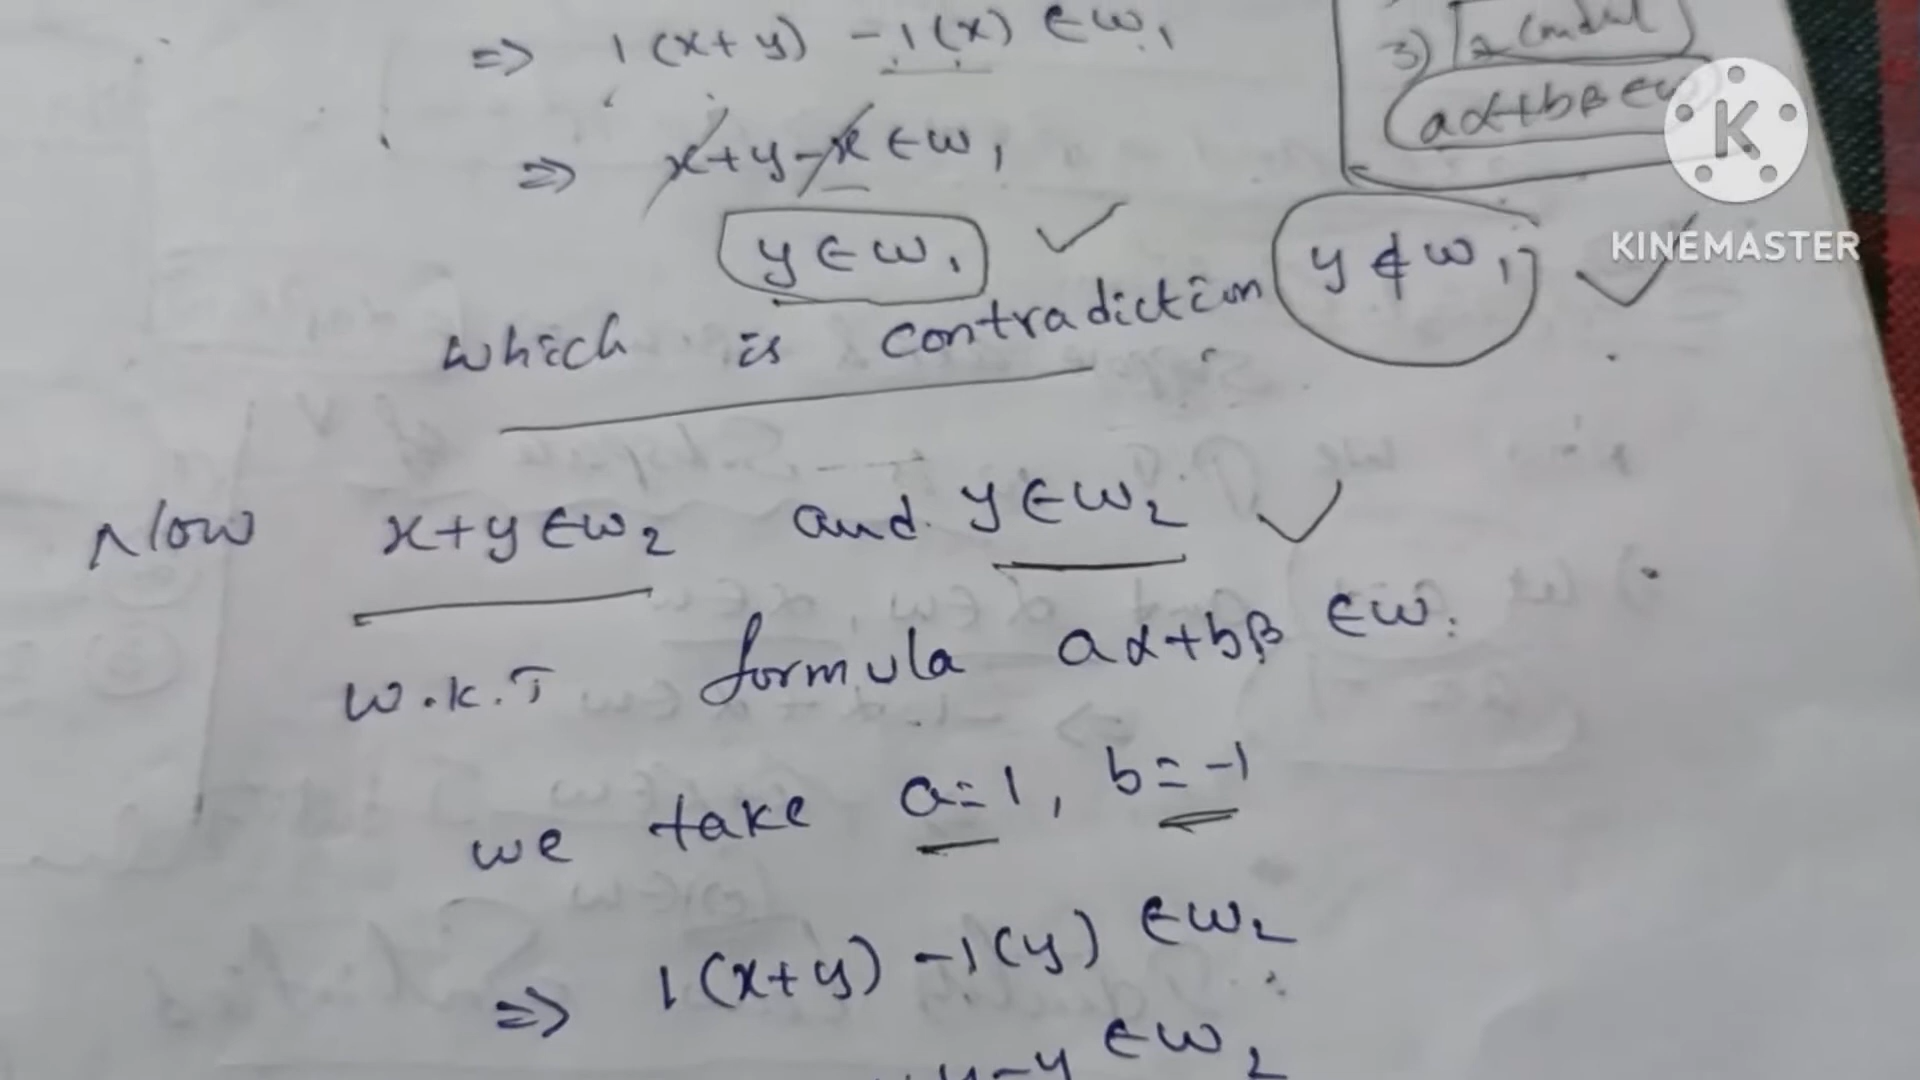 ⇒ 1(x+y) -1(x) ∈ W₁
3)
aα+bβ ∈ W
⇒ x+y-x ∈ W₁
K
KINEMASTER
y ∈ W₁ ✓
which is contradiction y ∉ W₁ ✓
Now x+y ∈ W₂ and y ∈ W₂ ✓
W.K.T formula aα+bβ ∈ W.
we take a=1, b=-1
⇒ 1(x+y) -1(y) ∈ W₂
y-y ∈ W₂